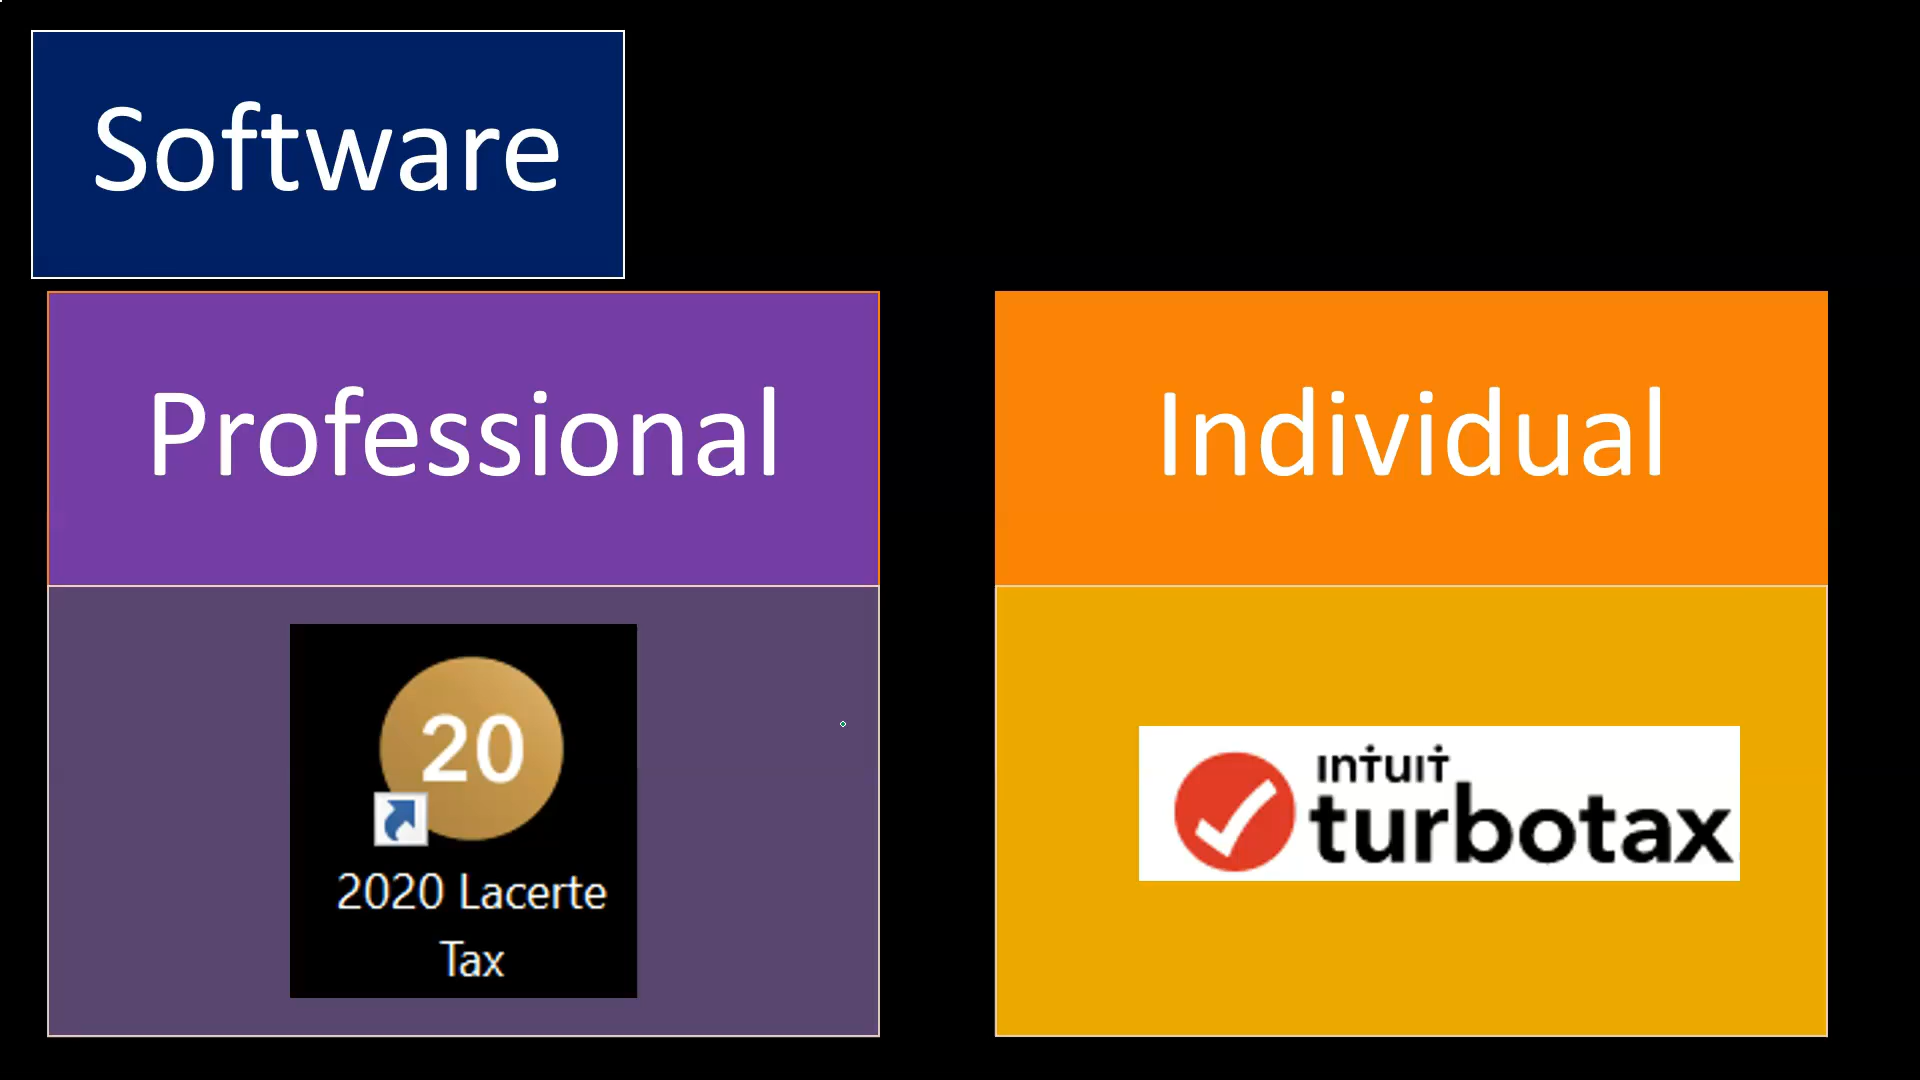 Software
Professional
Individual
20
2020 Lacerte
Tax
intuit
turbotax